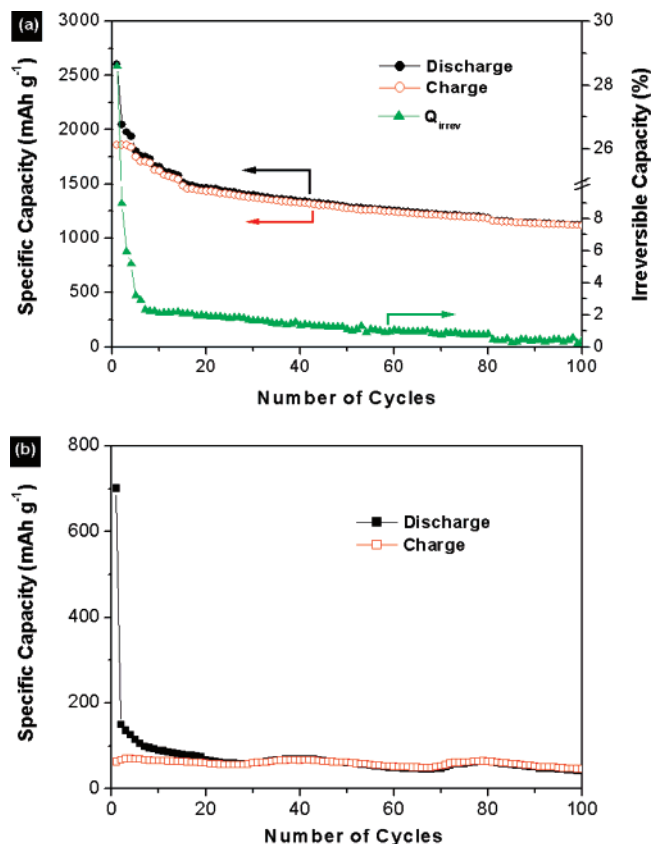 (a)
3000
2500
2000
1500
1000
500
0
Specific Capacity (mAh g⁻¹)
30
28
26
8
6
4
2
0
Irreversible Capacity (%)
Discharge
Charge
Qirrev
0 20 40 60 80 100
Number of Cycles
(b)
800
600
400
200
0
Specific Capacity (mAh g⁻¹)
Discharge
Charge
0 20 40 60 80 100
Number of Cycles